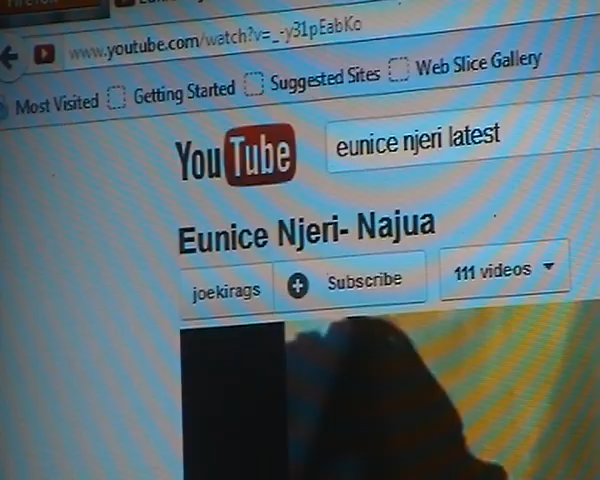 Firefox
www.youtube.com/watch?v=_-y31pEabKo
Most Visited Getting Started Suggested Sites Web Slice Gallery
YouTube eunice njeri latest
Eunice Njeri- Najua
joekirags Subscribe 111 videos